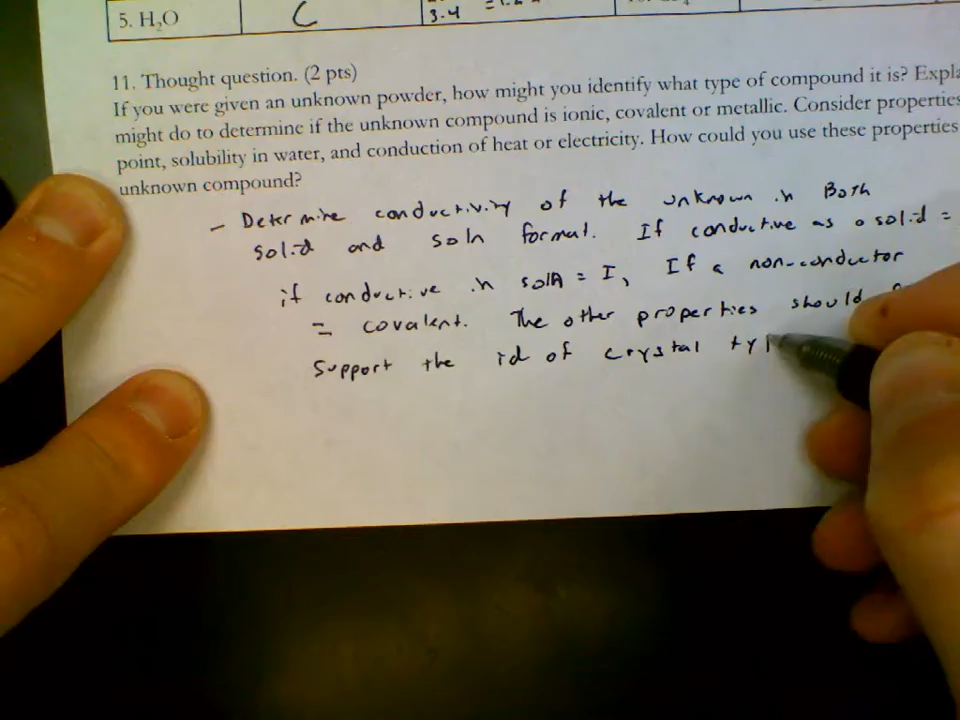 5. H₂O C 3.4
11. Thought question. (2 pts)
If you were given an unknown powder, how might you identify what type of compound it is? Expla
might do to determine if the unknown compound is ionic, covalent or metallic. Consider properties
point, solubility in water, and conduction of heat or electricity. How could you use these properties
unknown compound?
- Determine conductivity of the unknown in Both
solid and soln format. If conductive as a solid =
if conductive in soln = I, If a non-conductor
= covalent. The other properties should
support the id of crystal typ